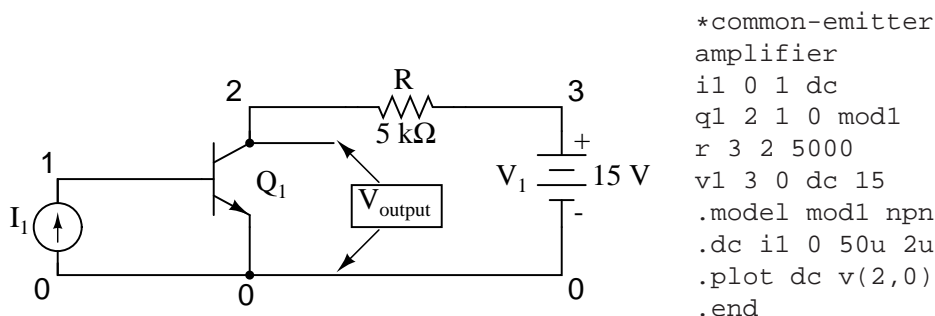 2
R
3
5 kΩ
1
Q1
V1
+
15 V
-
I1
Voutput
0
0
0
*common-emitter
amplifier
i1 0 1 dc
q1 2 1 0 mod1
r 3 2 5000
v1 3 0 dc 15
.model mod1 npn
.dc i1 0 50u 2u
.plot dc v(2,0)
.end